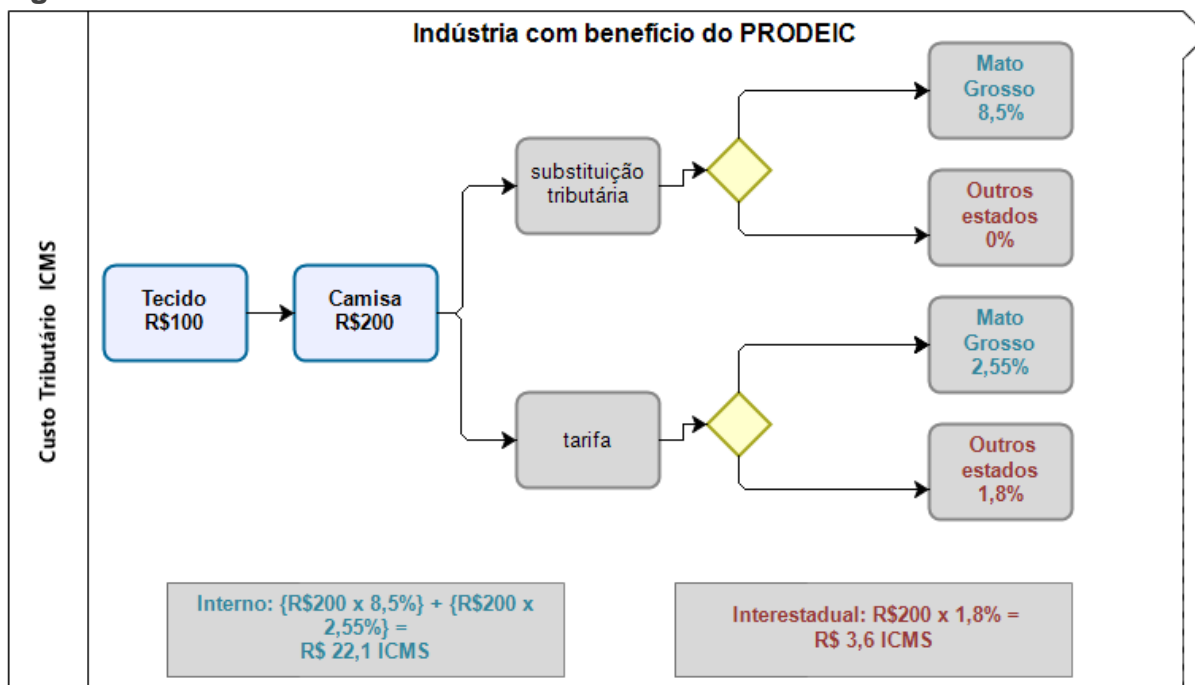 Indústria com benefício do PRODEIC
Custo Tributário ICMS
Tecido
R$100
Camisa
R$200
substituição
tributária
Mato
Grosso
8,5%
Outros
estados
0%
tarifa
Mato
Grosso
2,55%
Outros
estados
1,8%
Interno: {R$200 x 8,5%} + {R$200 x
2,55%} =
R$ 22,1 ICMS
Interestadual: R$200 x 1,8% =
R$ 3,6 ICMS